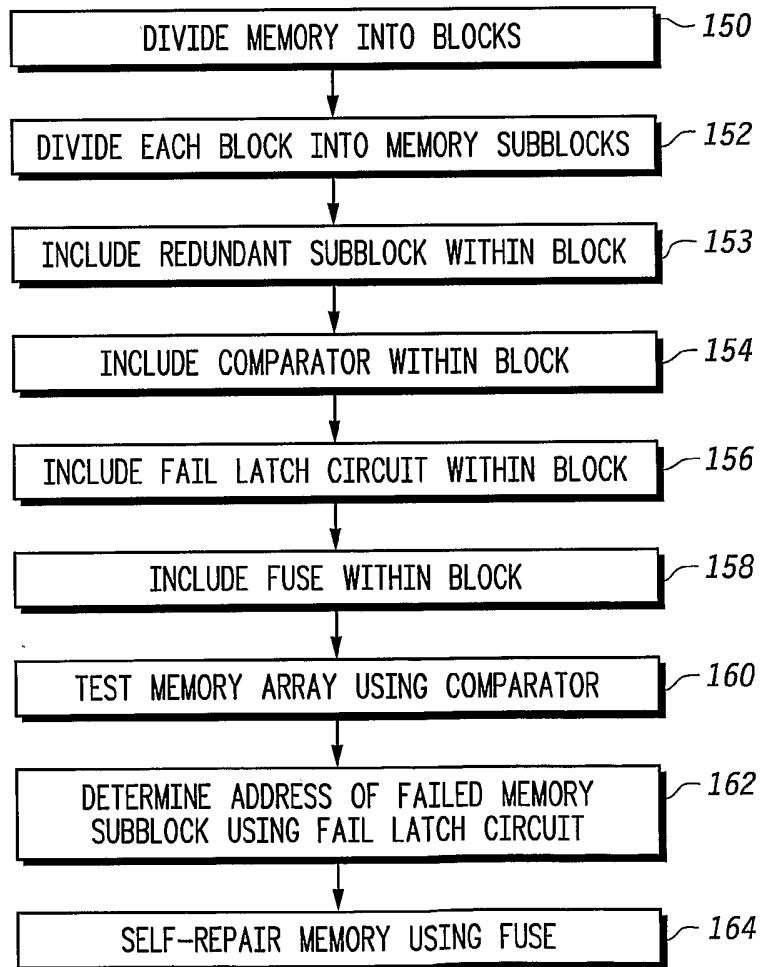 DIVIDE MEMORY INTO BLOCKS 150
DIVIDE EACH BLOCK INTO MEMORY SUBBLOCKS 152
INCLUDE REDUNDANT SUBBLOCK WITHIN BLOCK 153
INCLUDE COMPARATOR WITHIN BLOCK 154
INCLUDE FAIL LATCH CIRCUIT WITHIN BLOCK 156
INCLUDE FUSE WITHIN BLOCK 158
TEST MEMORY ARRAY USING COMPARATOR 160
DETERMINE ADDRESS OF FAILED MEMORY 162
SUBBLOCK USING FAIL LATCH CIRCUIT
SELF-REPAIR MEMORY USING FUSE 164